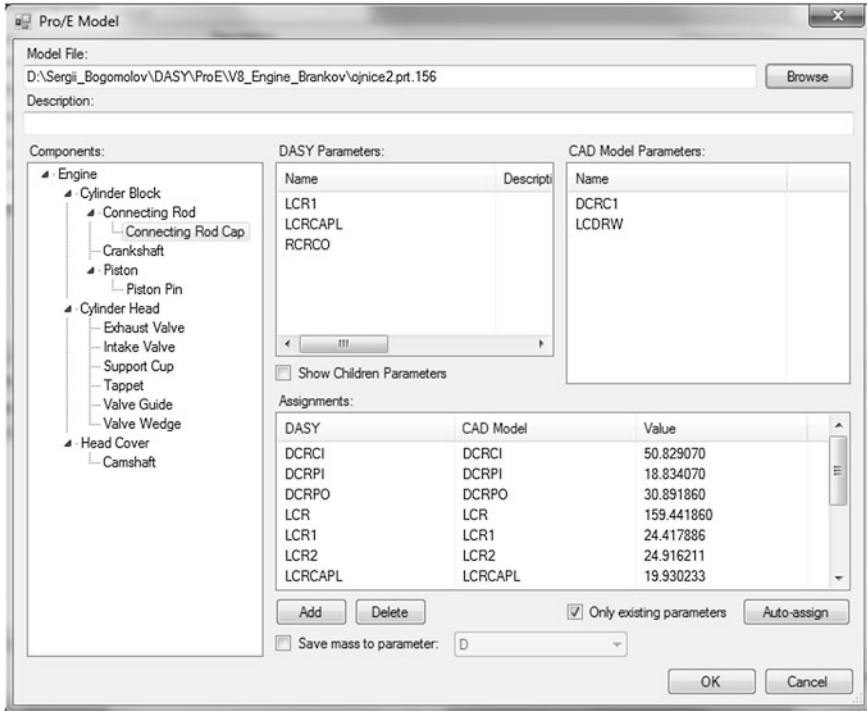 Pro/E Model
Model File:
D:\Sergii_Bogomolov\DASY\ProE\V8_Engine_Brankov\ojnice2.prt.156
Browse
Description:
Components:
Engine
Cylinder Block
Connecting Rod
Connecting Rod Cap
Crankshaft
Piston
Piston Pin
Cylinder Head
Exhaust Valve
Intake Valve
Support Cup
Tappet
Valve Guide
Valve Wedge
Head Cover
Camshaft
DASY Parameters:
Name Descripti
LCR1
LCRCAPL
RCRCO
Show Children Parameters
CAD Model Parameters:
Name
DCRC1
LCDRW
Assignments:
DASY CAD Model Value
DCRCI DCRCI 50.829070
DCRPI DCRPI 18.834070
DCRPO DCRPO 30.891860
LCR LCR 159.441860
LCR1 LCR1 24.417886
LCR2 LCR2 24.916211
LCRCAPL LCRCAPL 19.930233
Add Delete Only existing parameters Auto-assign
Save mass to parameter: D
OK Cancel